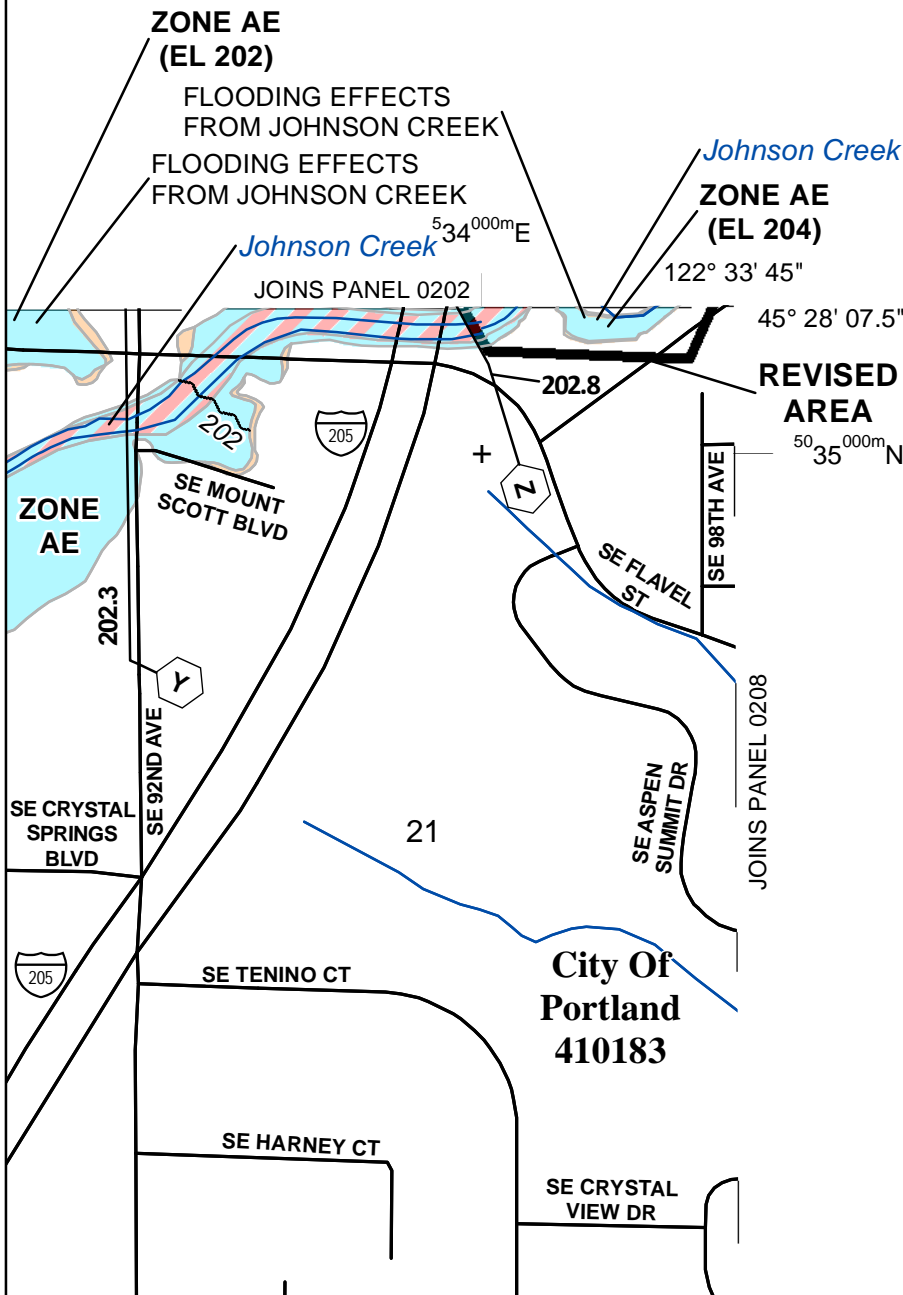 ZONE AE
(EL 202)
FLOODING EFFECTS
FROM JOHNSON CREEK
FLOODING EFFECTS
FROM JOHNSON CREEK
Johnson Creek
ZONE AE
(EL 204)
Johnson Creek
534000mE
122° 33' 45"
JOINS PANEL 0202
45° 28' 07.5"
REVISED
AREA
202.8
5035000mN
202
205
SE MOUNT
SCOTT BLVD
Z
ZONE
AE
SE 98TH AVE
SE FLAVEL
ST
202.3
Y
JOINS PANEL 0208
SE 92ND AVE
SE CRYSTAL
SPRINGS
BLVD
21
SE ASPEN
SUMMIT DR
205
SE TENINO CT
City Of
Portland
410183
SE HARNEY CT
SE CRYSTAL
VIEW DR